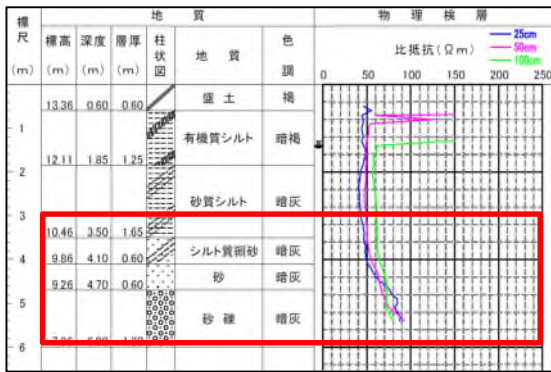 標尺 (m)
地質
物理検層
標高 (m) 深度 (m) 層厚 (m) 柱状図 地質 色調
比抵抗(Ωm)
25cm
50cm
100cm
0 50 100 150 200 250
13.36 0.60 0.60 盛土 褐
1
有機質シルト 暗褐
12.11 1.85 1.25
2
砂質シルト 暗灰
3
10.46 3.50 1.65
シルト質細砂 暗灰
4
9.86 4.10 0.60
砂 暗灰
9.26 4.70 0.60
5
砂礫 暗灰
6